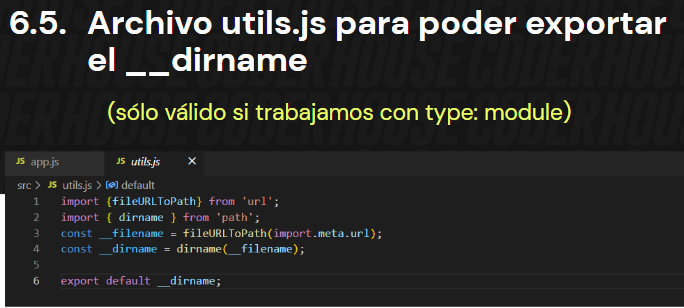 6.5. Archivo utils.js para poder exportar
el __dirname
(sólo válido si trabajamos con type: module)
JS app.js JS utils.js ×
src > JS utils.js > default
1 import {fileURLToPath} from 'url';
2 import { dirname } from 'path';
3 const __filename = fileURLToPath(import.meta.url);
4 const __dirname = dirname(__filename);
5
6 export default __dirname;